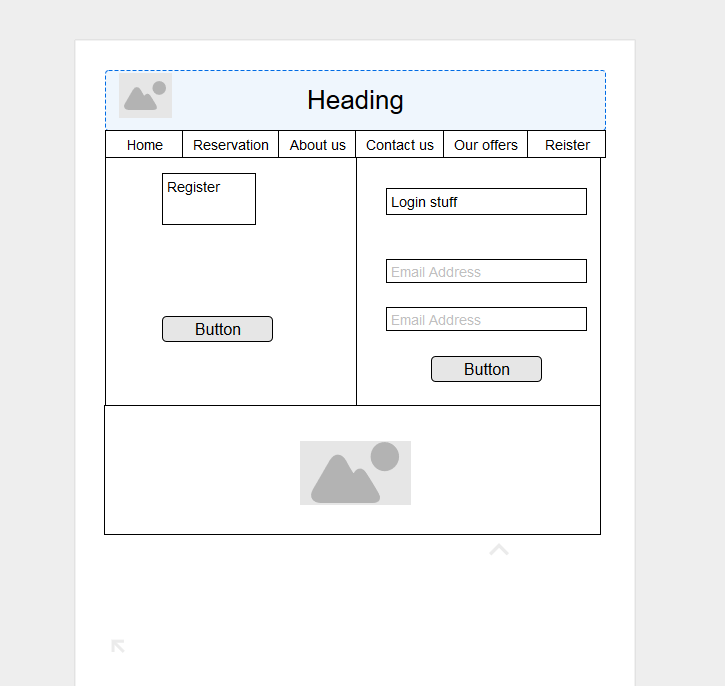 Heading
Home Reservation About us Contact us Our offers Reister
Register
Login stuff
Email Address
Email Address
Button
Button